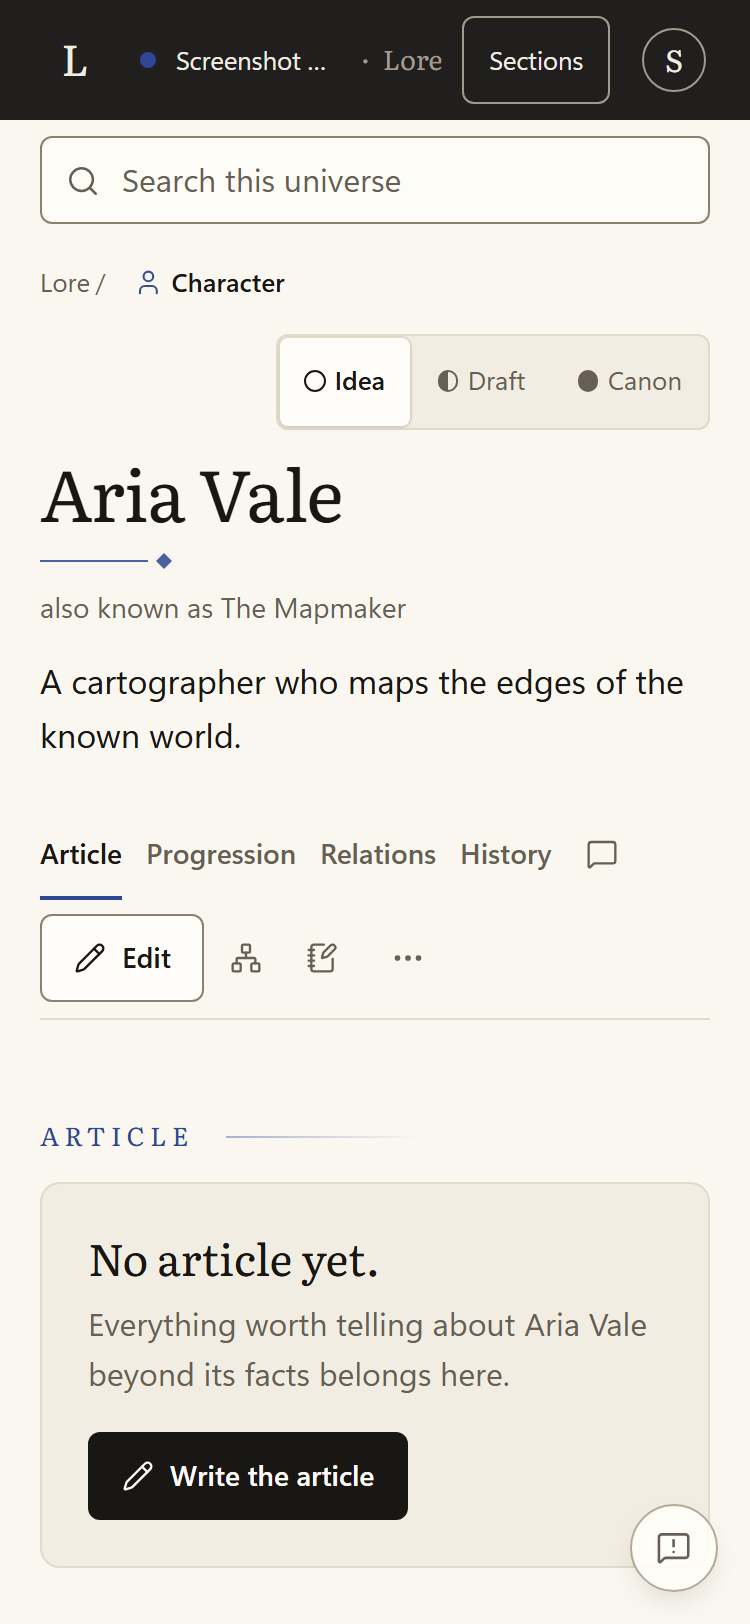 L Screenshot ... · Lore Sections S
Search this universe
Lore / Character
Idea Draft Canon
Aria Vale
also known as The Mapmaker
A cartographer who maps the edges of the
known world.
Article Progression Relations History
Edit
ARTICLE
No article yet.
Everything worth telling about Aria Vale
beyond its facts belongs here.
Write the article